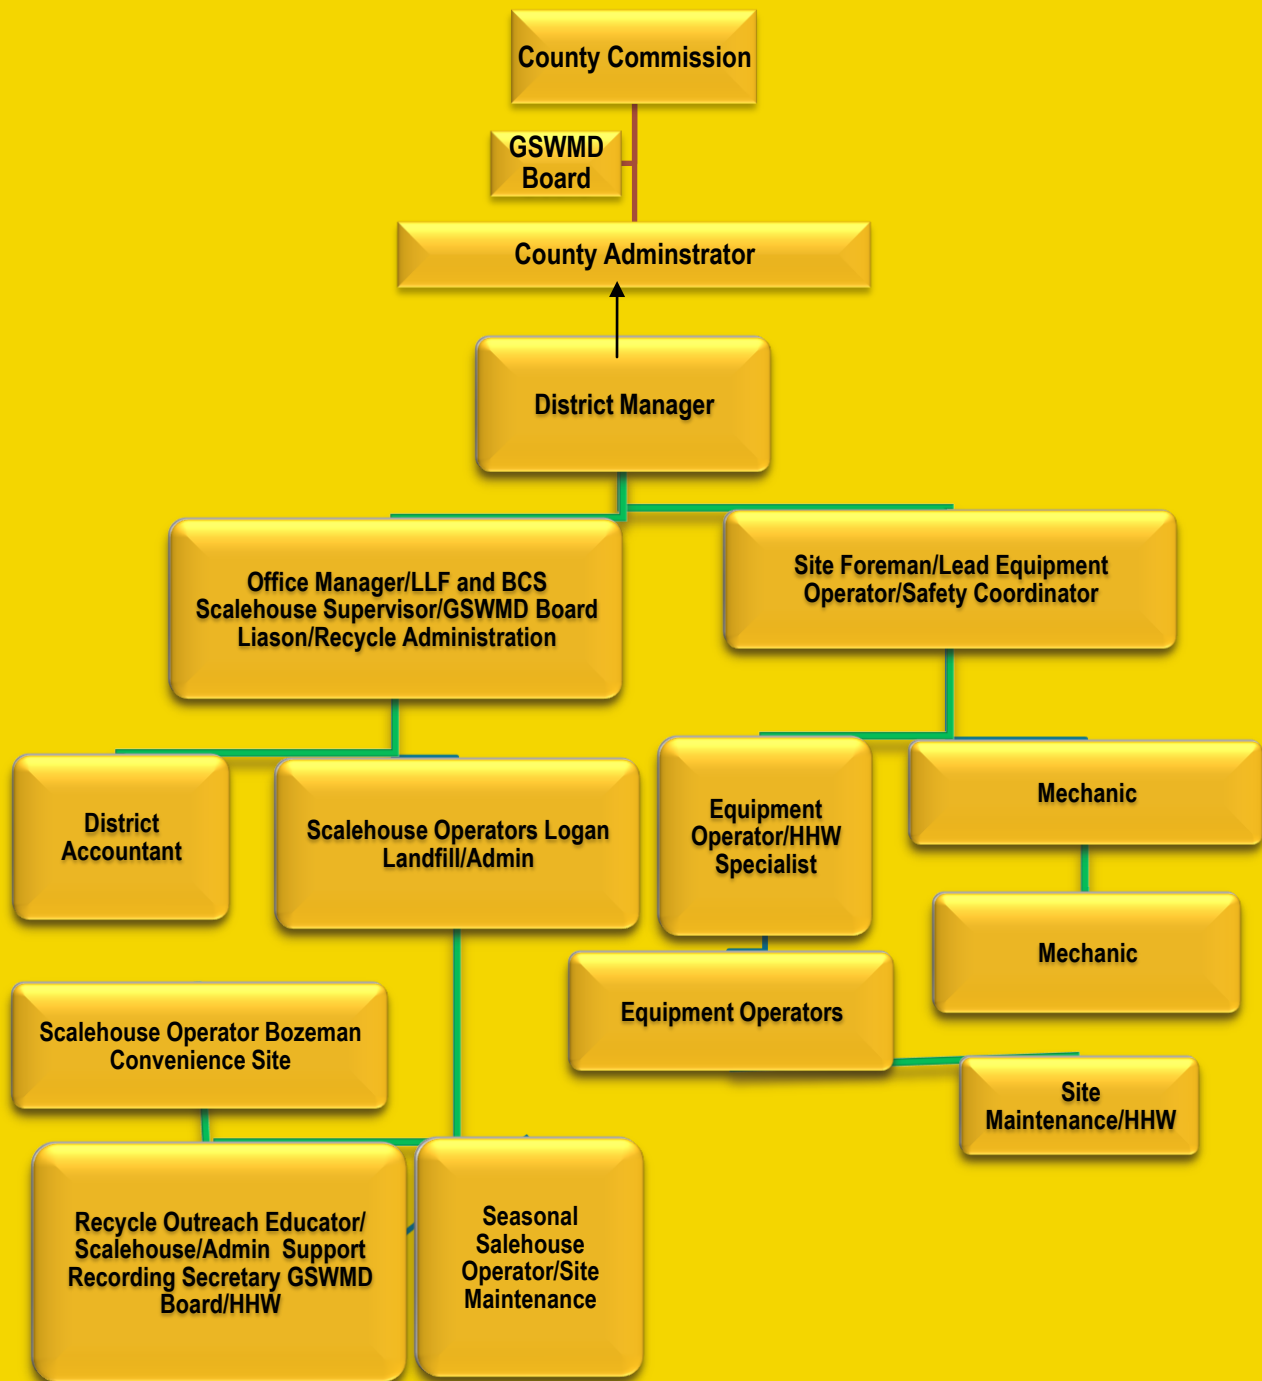 County Commission
GSWMD
Board
County Adminstrator
District Manager
Office Manager/LLF and BCS
Scalehouse Supervisor/GSWMD Board
Liason/Recycle Administration
Site Foreman/Lead Equipment
Operator/Safety Coordinator
District
Accountant
Scalehouse Operators Logan
Landfill/Admin
Equipment
Operator/HHW
Specialist
Mechanic
Mechanic
Equipment Operators
Scalehouse Operator Bozeman
Convenience Site
Site
Maintenance/HHW
Recycle Outreach Educator/
Scalehouse/Admin Support
Recording Secretary GSWMD
Board/HHW
Seasonal
Salehouse
Operator/Site
Maintenance